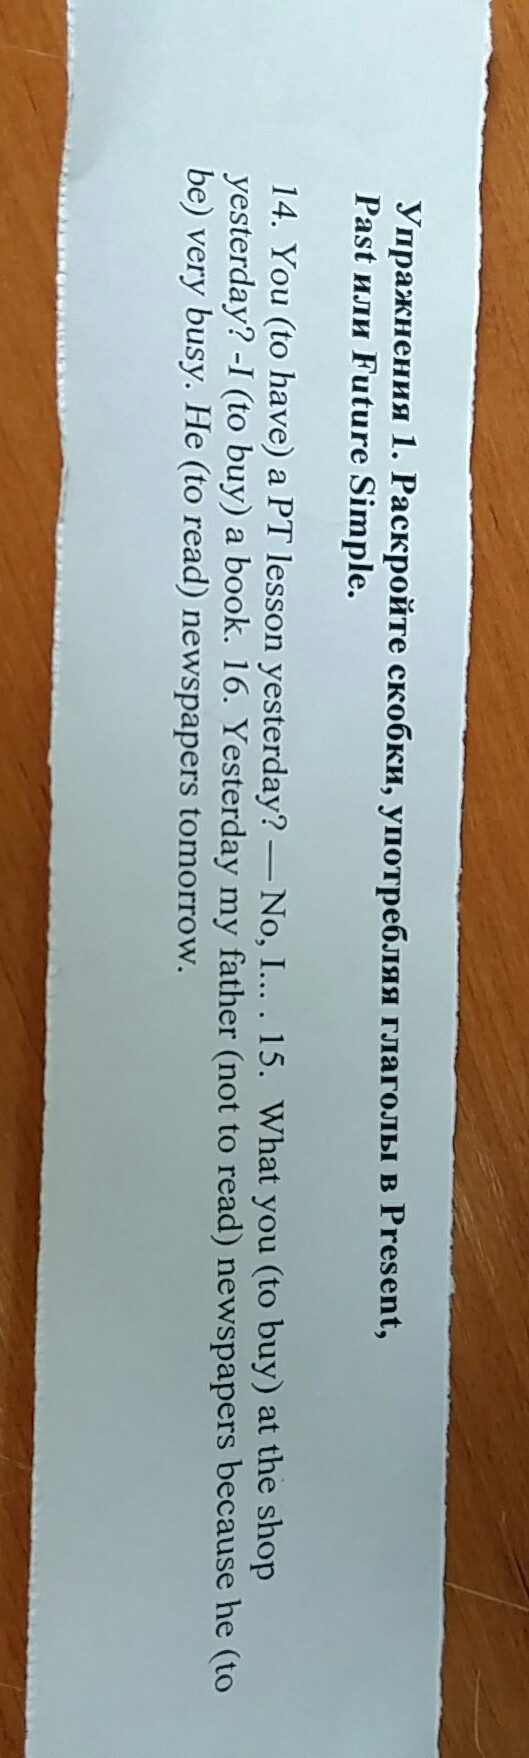 Упражнения 1. Раскройте скобки, употребляя глаголы в Present,
Past или Future Simple.
14. You (to have) a PT lesson yesterday? — No, I... . 15. What you (to buy) at the shop
yesterday? -I (to buy) a book. 16. Yesterday my father (not to read) newspapers because he (to
be) very busy. He (to read) newspapers tomorrow.